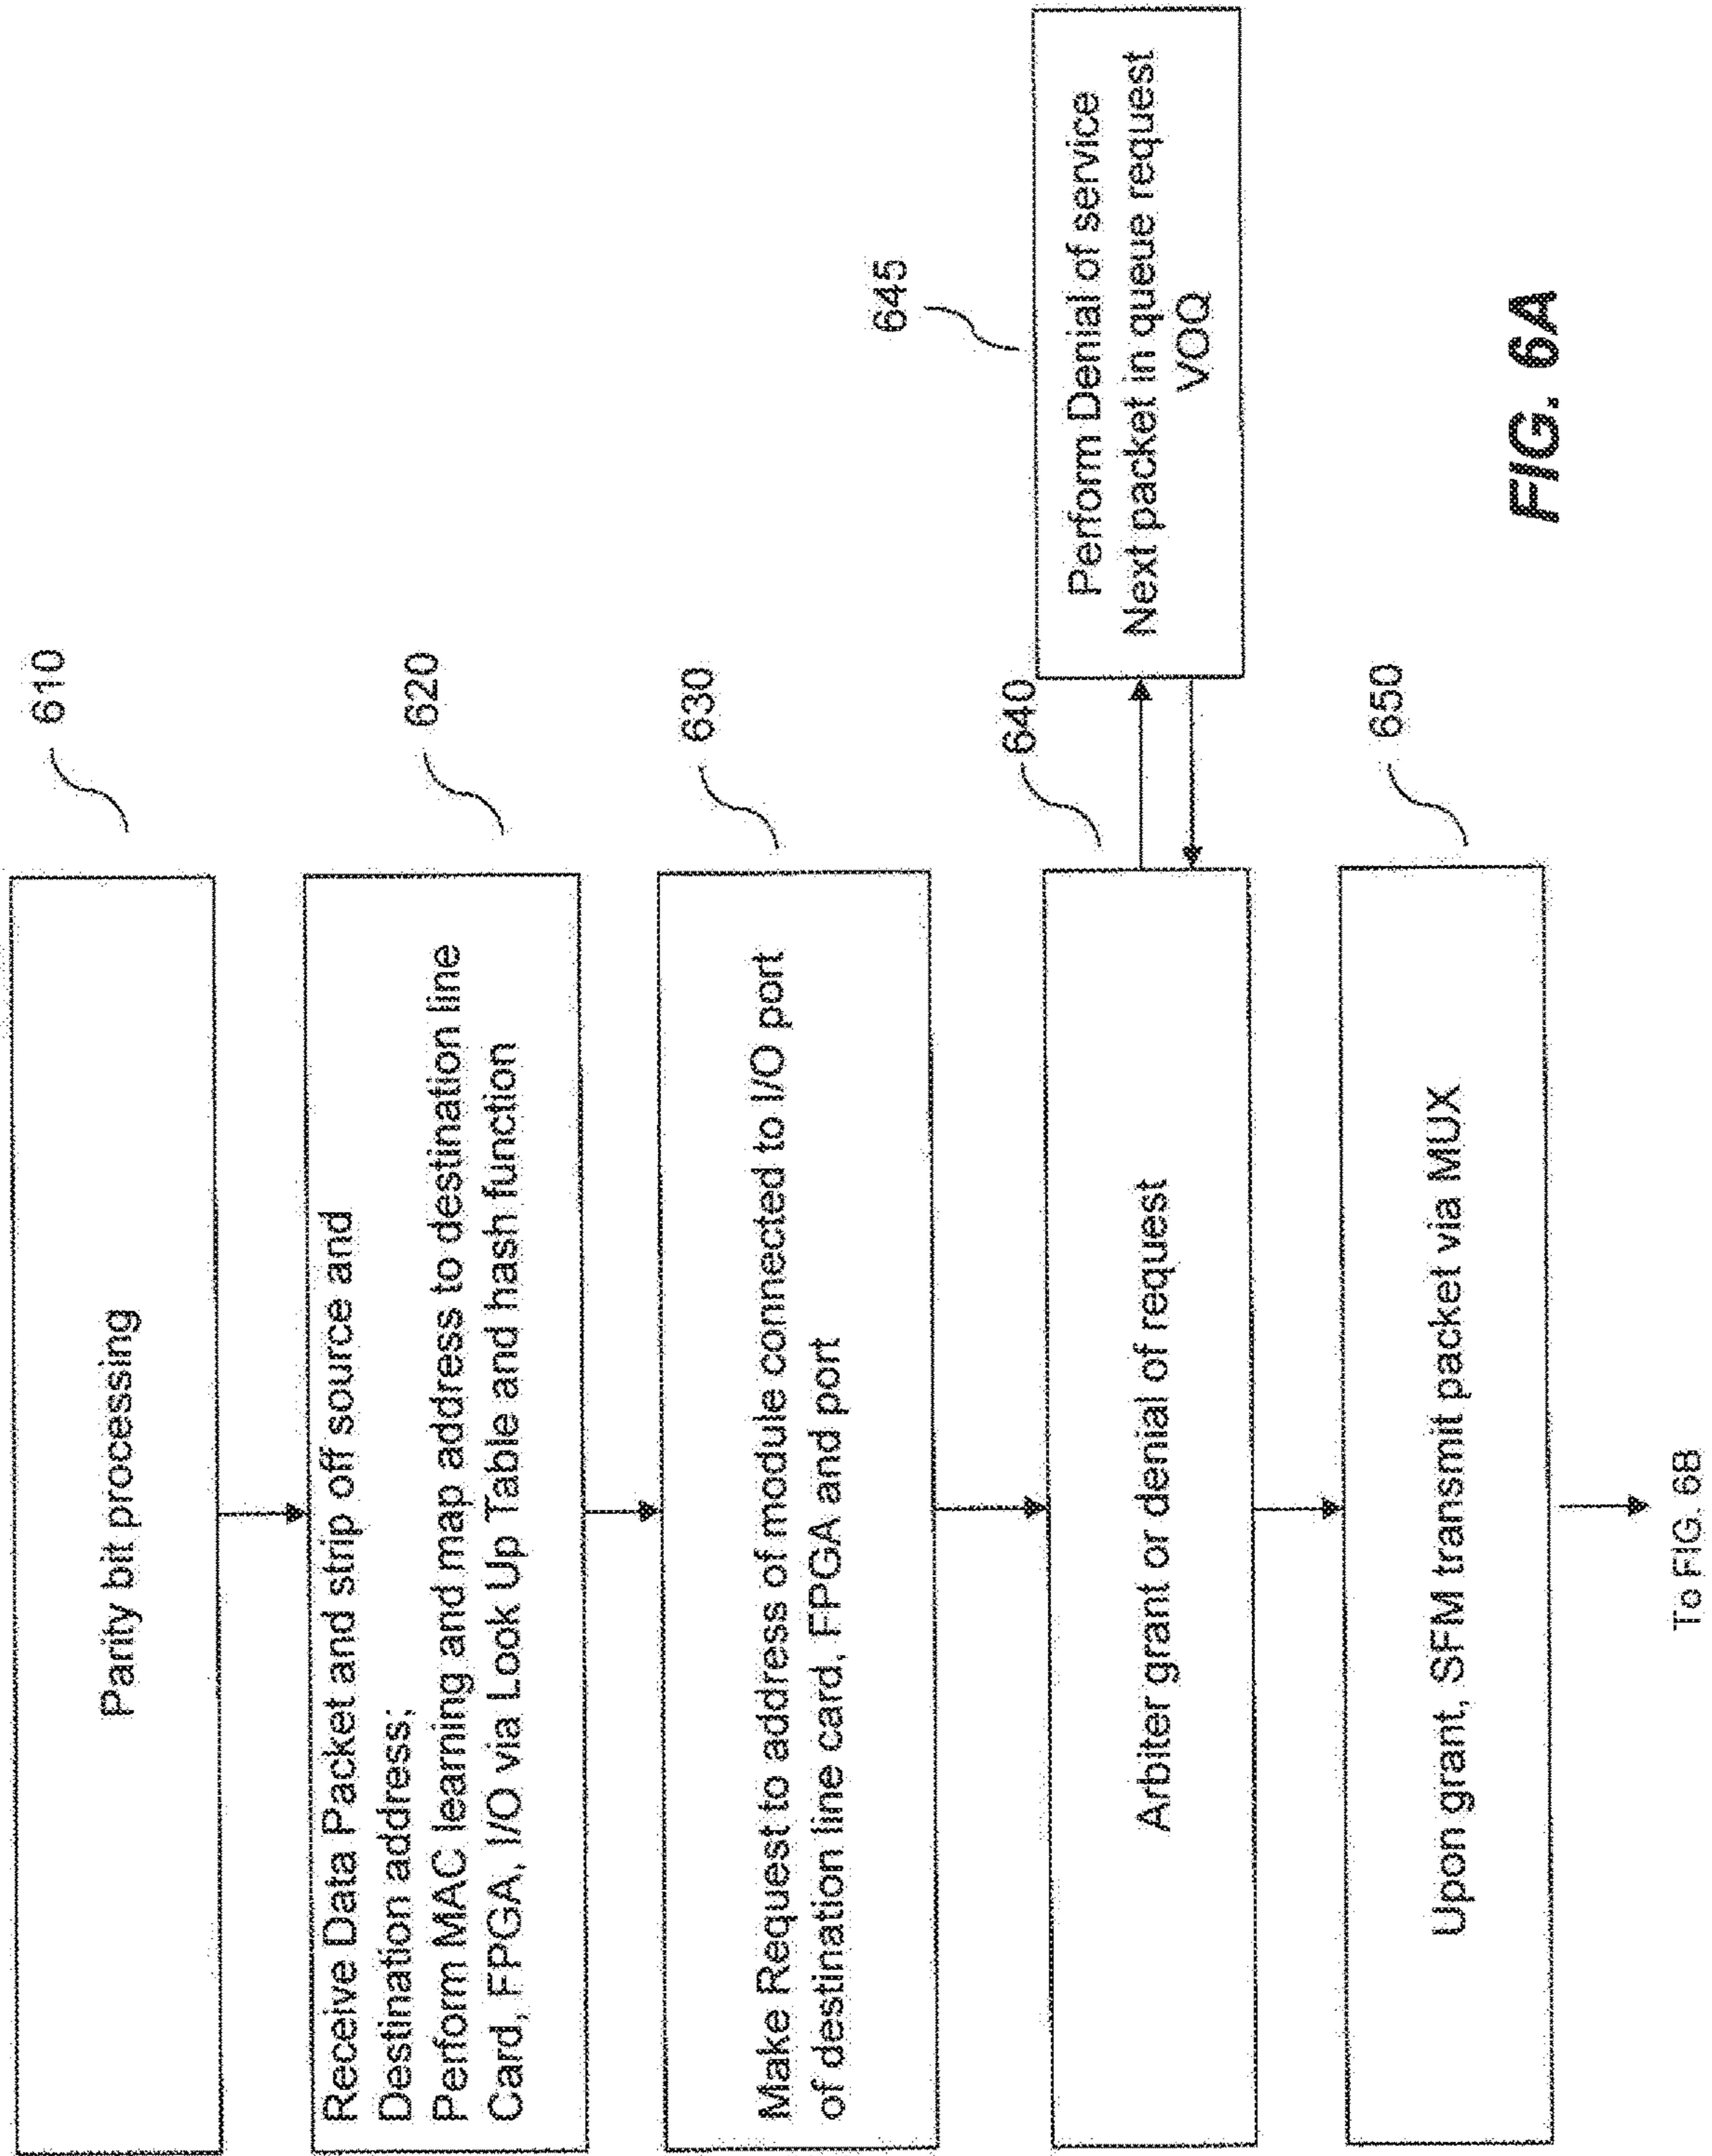 610
Parity bit processing
620
Receive Data Packet and strip off source and
Destination address;
Perform MAC learning and map address to destination line
Card, FPGA, I/O via Look Up Table and hash function
630
Make Request to address of module connected to I/O port
of destination line card, FPGA and port
640
Arbiter grant or denial of request
645
Perform Denial of service
Next packet in queue request
VOQ
650
Upon grant, SFM transmit packet via MUX
To FIG. 6B
FIG. 6A